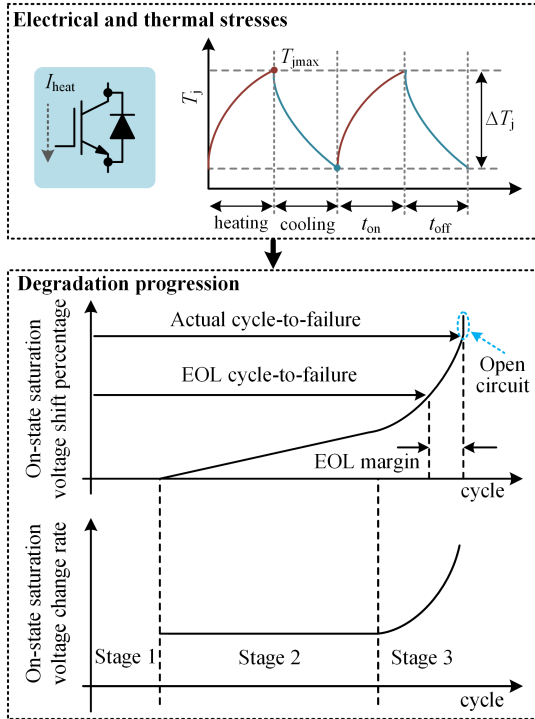 Electrical and thermal stresses
I_heat
T_j
T_jmax
ΔT_j
heating cooling t_on t_off
Degradation progression
On-state saturation
voltage shift percentage
Actual cycle-to-failure
EOL cycle-to-failure
Open
circuit
EOL margin
cycle
On-state saturation
voltage change rate
Stage 1 Stage 2 Stage 3
cycle